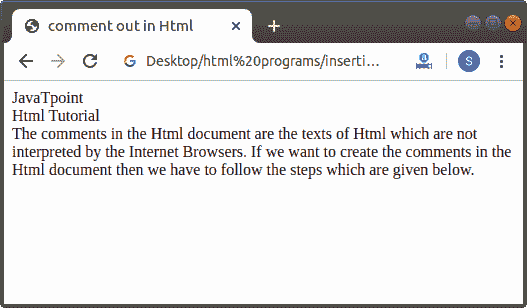 comment out in Html
Desktop/html%20programs/inserti...
S
JavaTpoint
Html Tutorial
The comments in the Html document are the texts of Html which are not
interpreted by the Internet Browsers. If we want to create the comments in the
Html document then we have to follow the steps which are given below.